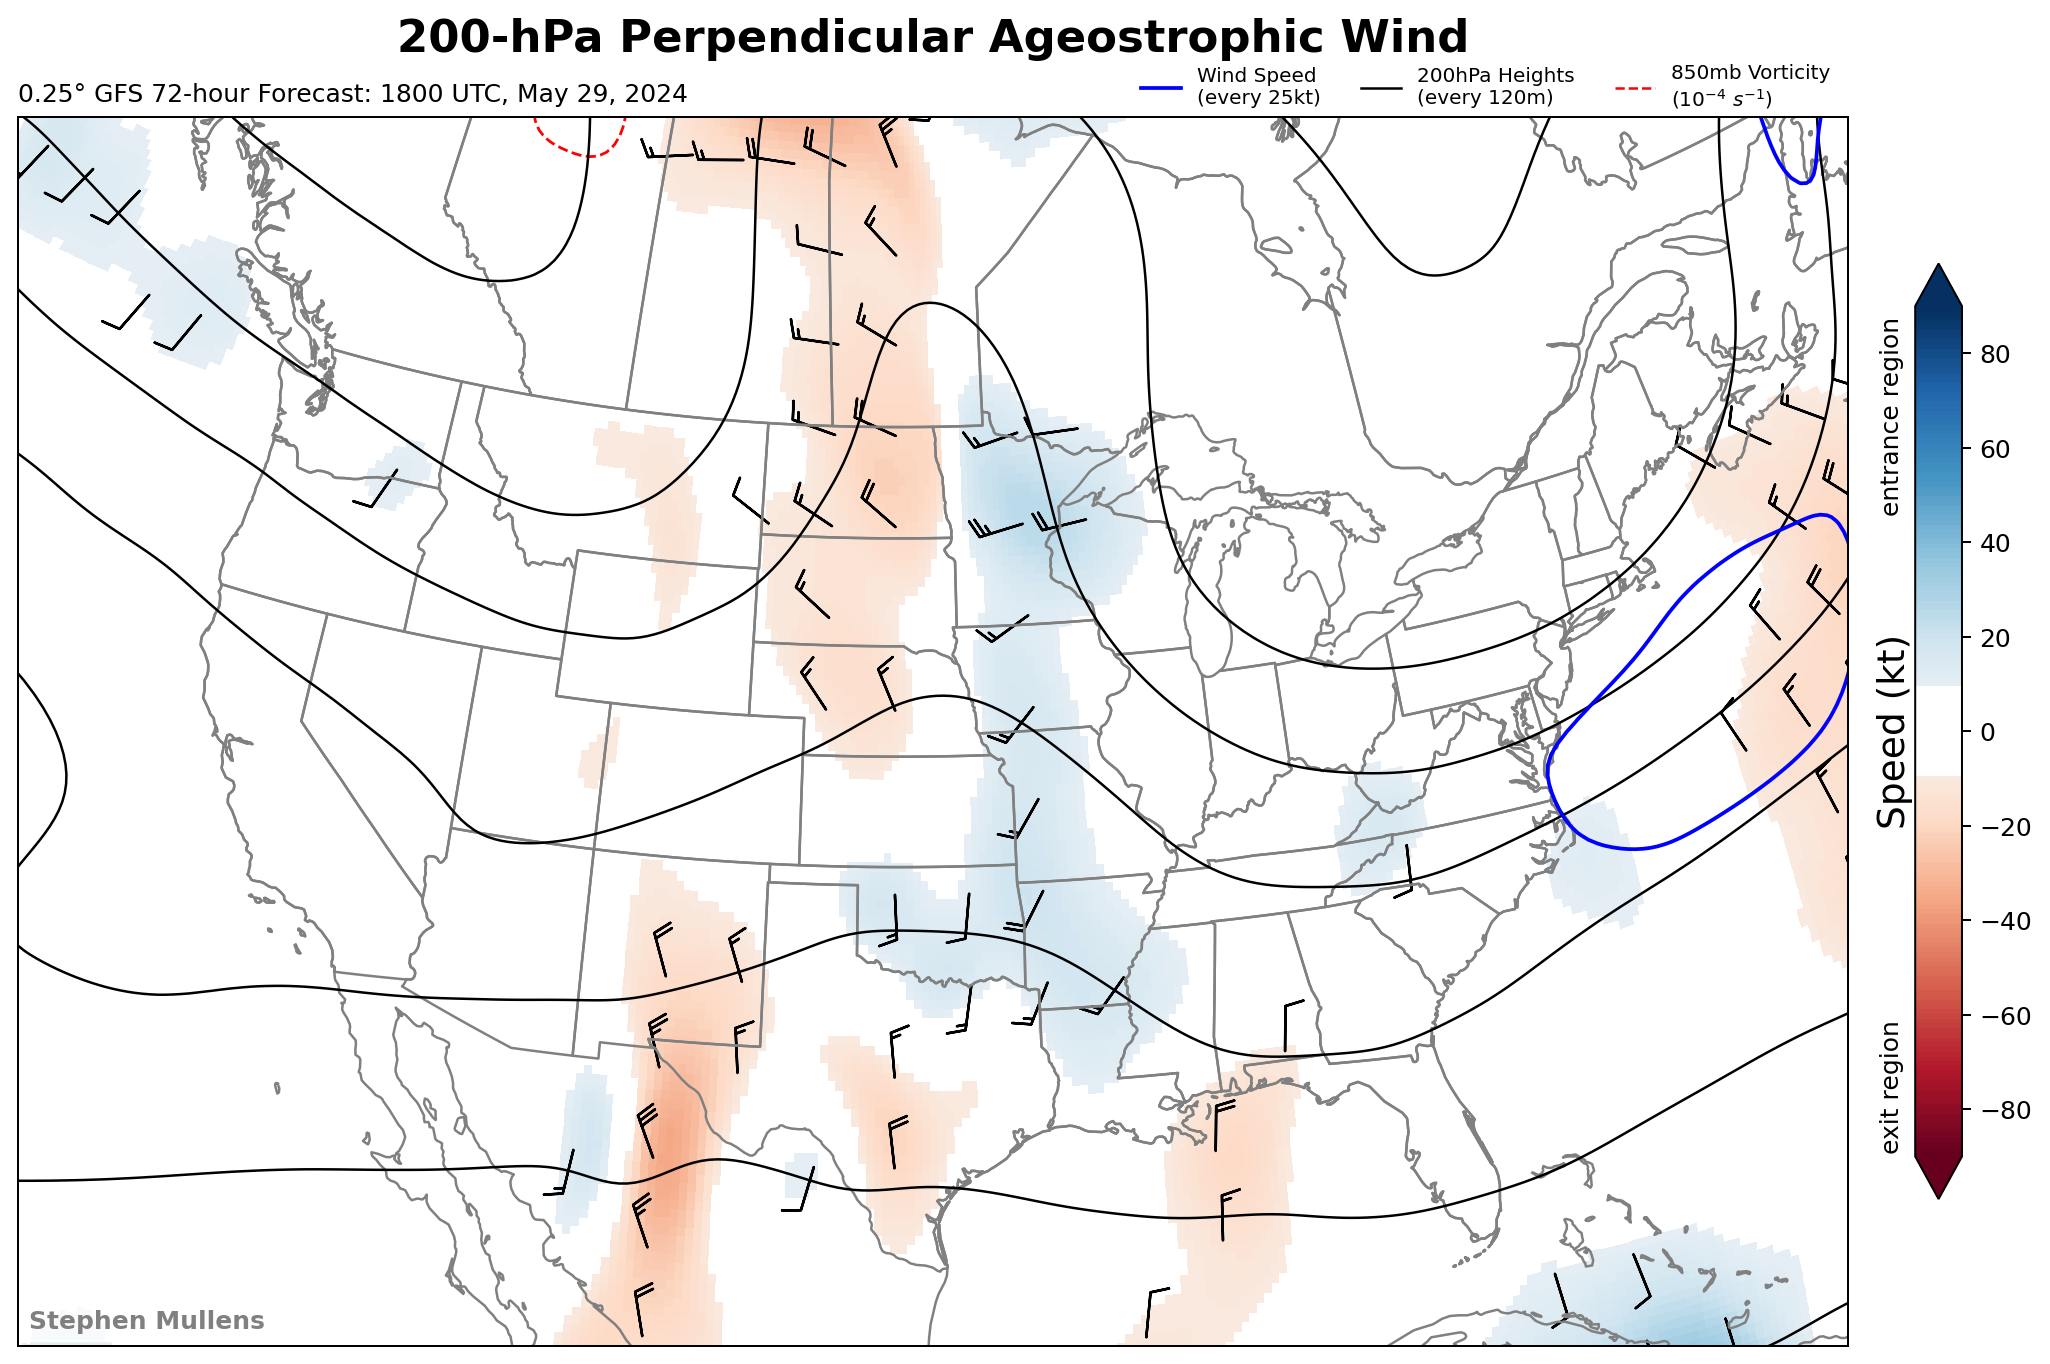 200-hPa Perpendicular Ageostrophic Wind
0.25° GFS 72-hour Forecast: 1800 UTC, May 29, 2024
Wind Speed
(every 25kt)
200hPa Heights
(every 120m)
850mb Vorticity
(10⁻⁴ s⁻¹)
entrance region
Speed (kt)
exit region
80
60
40
20
0
−20
−40
−60
−80
Stephen Mullens